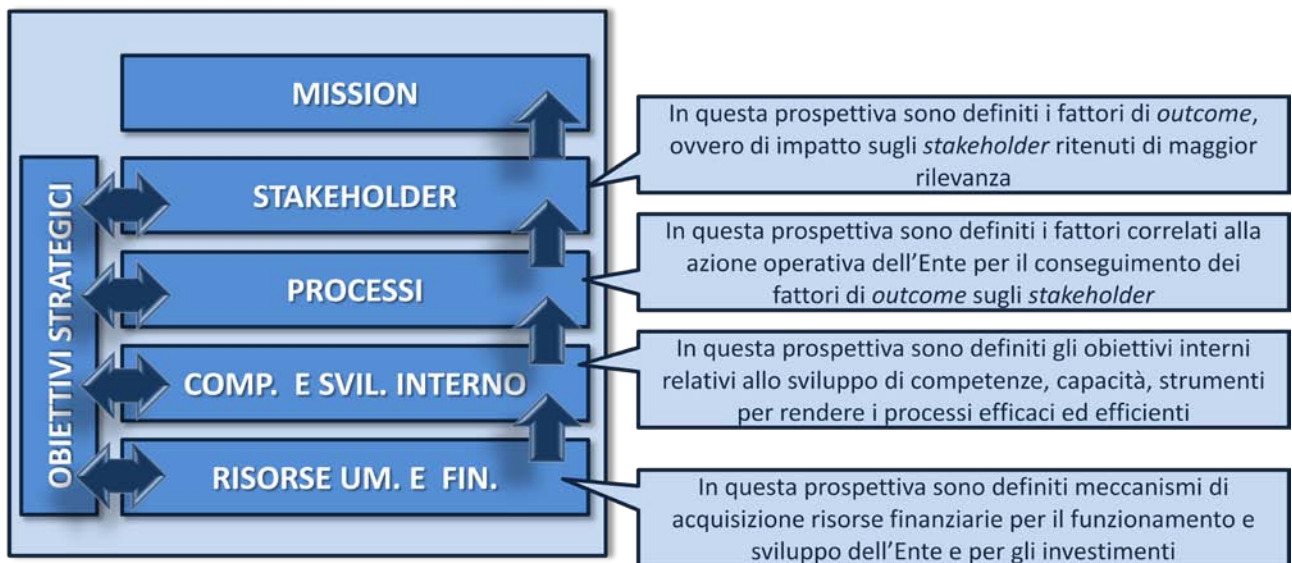 MISSION
STAKEHOLDER
PROCESSI
COMP. E SVIL. INTERNO
RISORSE UM. E FIN.
OBIETTIVI STRATEGICI
In questa prospettiva sono definiti i fattori di outcome,
ovvero di impatto sugli stakeholder ritenuti di maggior
rilevanza
In questa prospettiva sono definiti i fattori correlati alla
azione operativa dell’Ente per il conseguimento dei
fattori di outcome sugli stakeholder
In questa prospettiva sono definiti gli obiettivi interni
relativi allo sviluppo di competenze, capacità, strumenti
per rendere i processi efficaci ed efficienti
In questa prospettiva sono definiti meccanismi di
acquisizione risorse finanziarie per il funzionamento e
sviluppo dell’Ente e per gli investimenti